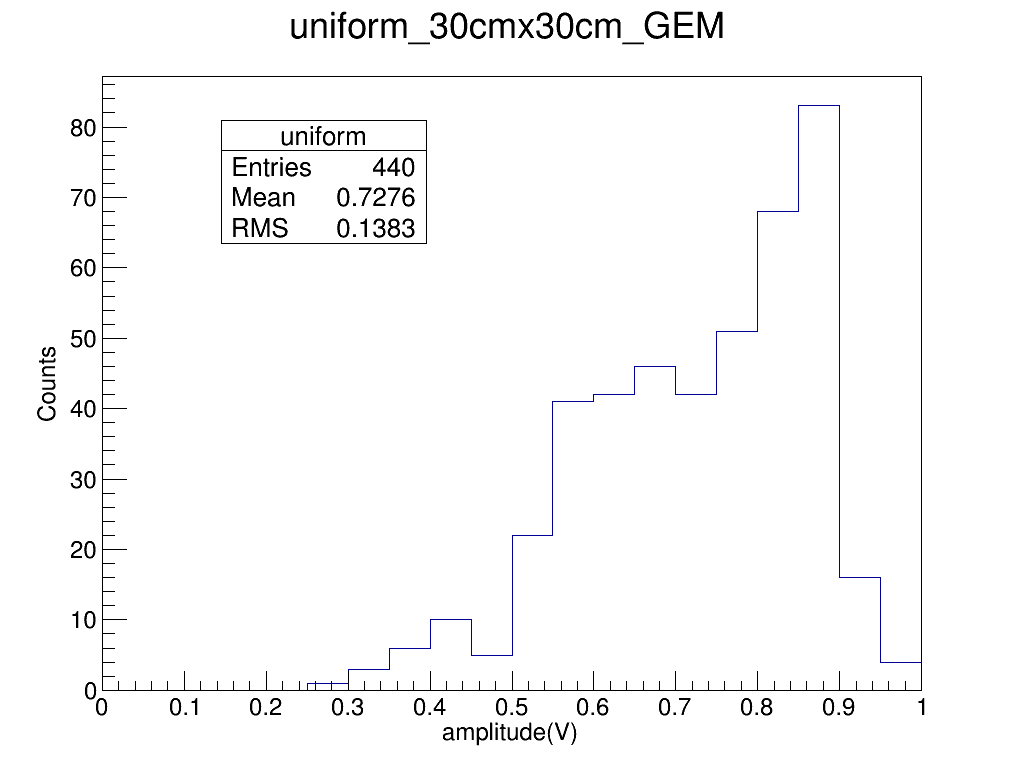 uniform_30cmx30cm_GEM
uniform
Entries 440
Mean 0.7276
RMS 0.1383
Counts
80
70
60
50
40
30
20
10
0
0 0.1 0.2 0.3 0.4 0.5 0.6 0.7 0.8 0.9 1
amplitude(V)